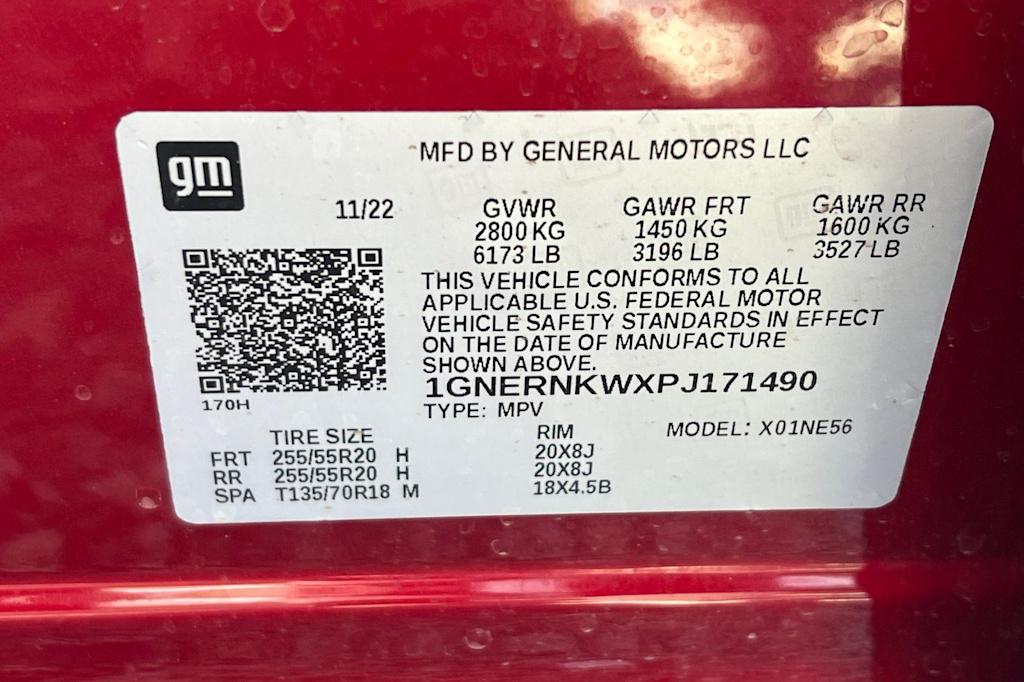 gm
MFD BY GENERAL MOTORS LLC
11/22 GVWR GAWR FRT GAWR RR
2800 KG 1450 KG 1600 KG
6173 LB 3196 LB 3527 LB
THIS VEHICLE CONFORMS TO ALL
APPLICABLE U.S. FEDERAL MOTOR
VEHICLE SAFETY STANDARDS IN EFFECT
ON THE DATE OF MANUFACTURE
SHOWN ABOVE.
1GNERNKWXPJ171490
170H
TYPE: MPV
MODEL: X01NE56
TIRE SIZE RIM
FRT 255/55R20 H 20X8J
RR 255/55R20 H 20X8J
SPA T135/70R18 M 18X4.5B